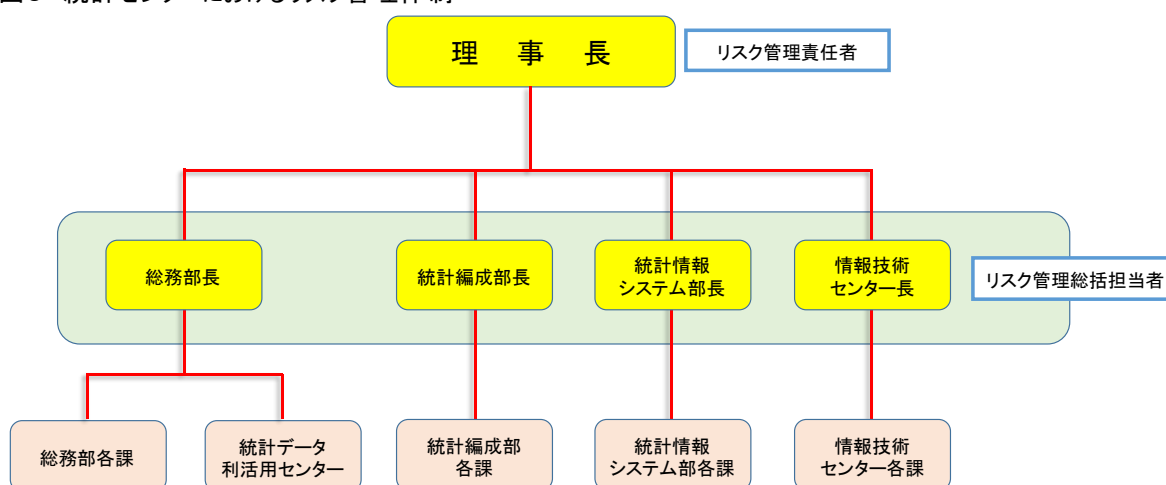 理 事 長
リスク管理責任者
総務部長
統計編成部長
統計情報
システム部長
情報技術
センター長
リスク管理総括担当者
総務部各課
統計データ
利活用センター
統計編成部
各課
統計情報
システム部各課
情報技術
センター各課